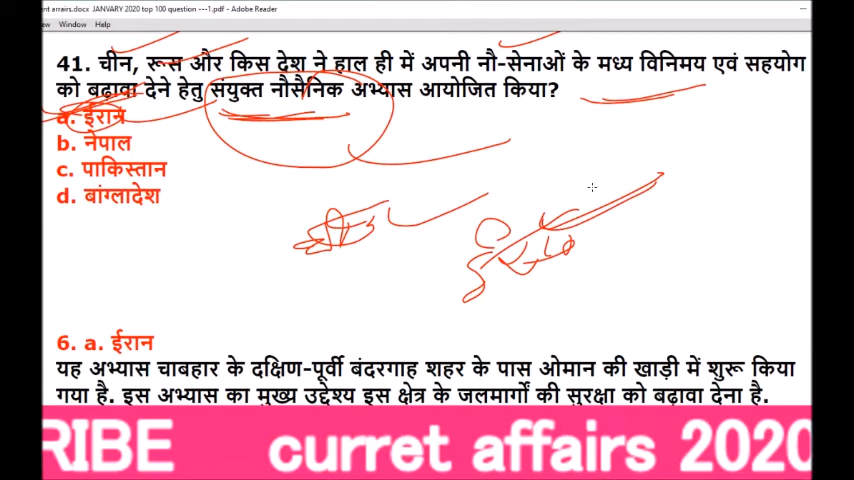 ent arrairs.docx JANVARY 2020 top 100 question ---1.pdf - Adobe Reader
ew Window Help
41. चीन, रूस और किस देश ने हाल ही में अपनी नौ-सेनाओं के मध्य विनिमय एवं सहयोग
को बढ़ावा देने हेतु संयुक्त नौसैनिक अभ्यास आयोजित किया?
a. ईरान
b. नेपाल
c. पाकिस्तान
d. बांग्लादेश
6. a. ईरान
यह अभ्यास चाबहार के दक्षिण-पूर्वी बंदरगाह शहर के पास ओमान की खाड़ी में शुरू किया
गया है. इस अभ्यास का मुख्य उद्देश्य इस क्षेत्र के जलमार्गों की सुरक्षा को बढ़ावा देना है.
RIBE curret affairs 2020